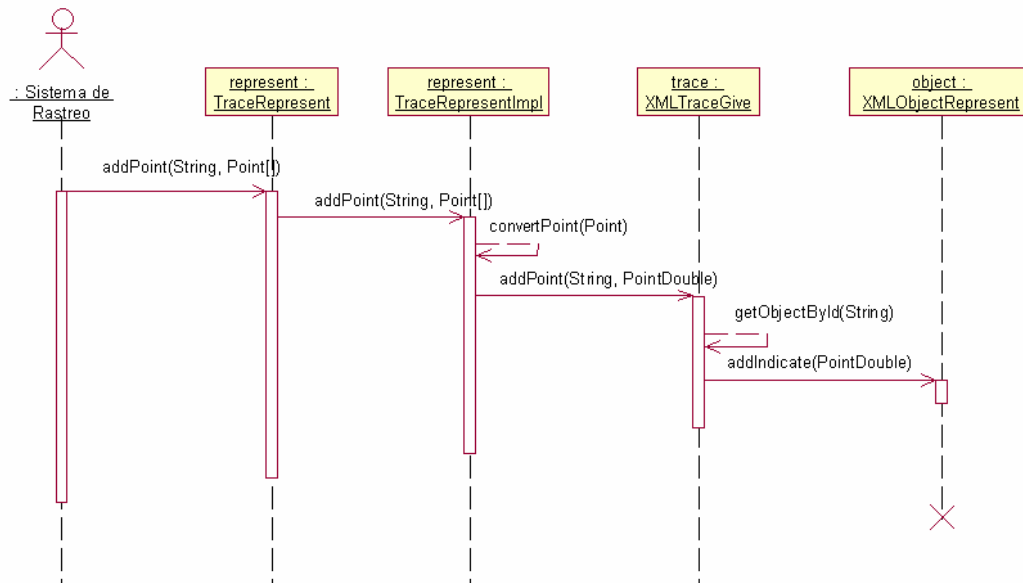 : Sistema de
Rastreo
represent :
TraceRepresent
represent :
TraceRepresentImpl
trace :
XMLTraceGive
object :
XMLObjectRepresent
addPoint(String, Point[])
addPoint(String, Point[])
convertPoint(Point)
addPoint(String, PointDouble)
getObjectById(String)
addIndicate(PointDouble)